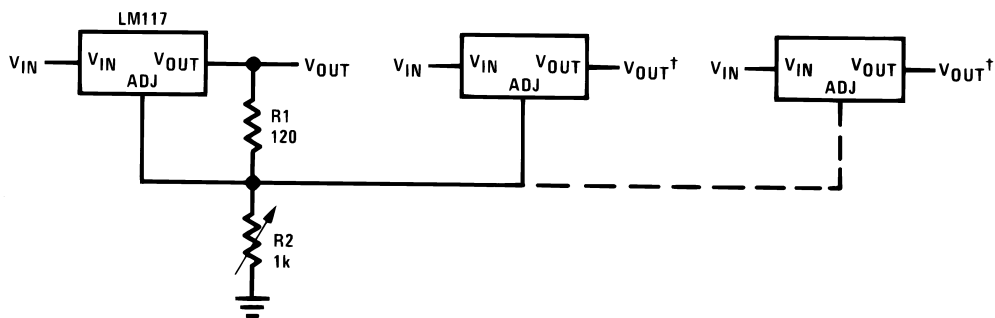 LM117
VIN VIN VOUT VOUT
ADJ
R1
120
R2
1k
VIN VIN VOUT VOUT†
ADJ
VIN VIN VOUT VOUT†
ADJ